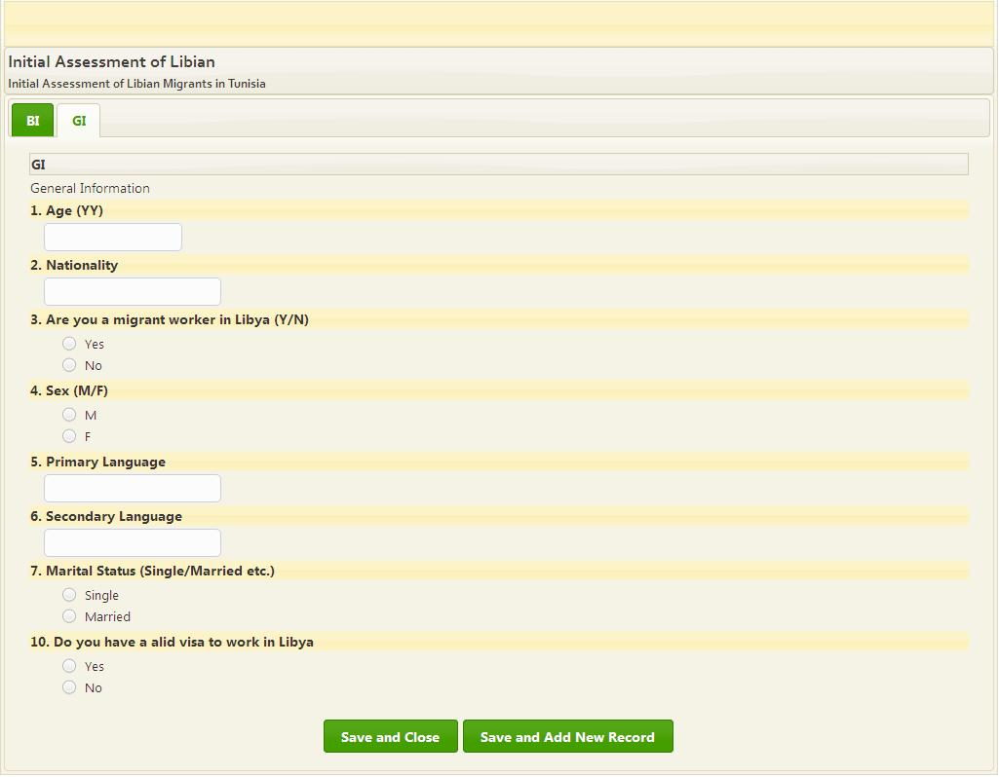 Initial Assessment of Libian
Initial Assessment of Libian Migrants in Tunisia
BI GI
GI
General Information
1. Age (YY)
2. Nationality
3. Are you a migrant worker in Libya (Y/N)
Yes
No
4. Sex (M/F)
M
F
5. Primary Language
6. Secondary Language
7. Marital Status (Single/Married etc.)
Single
Married
10. Do you have a alid visa to work in Libya
Yes
No
Save and Close Save and Add New Record